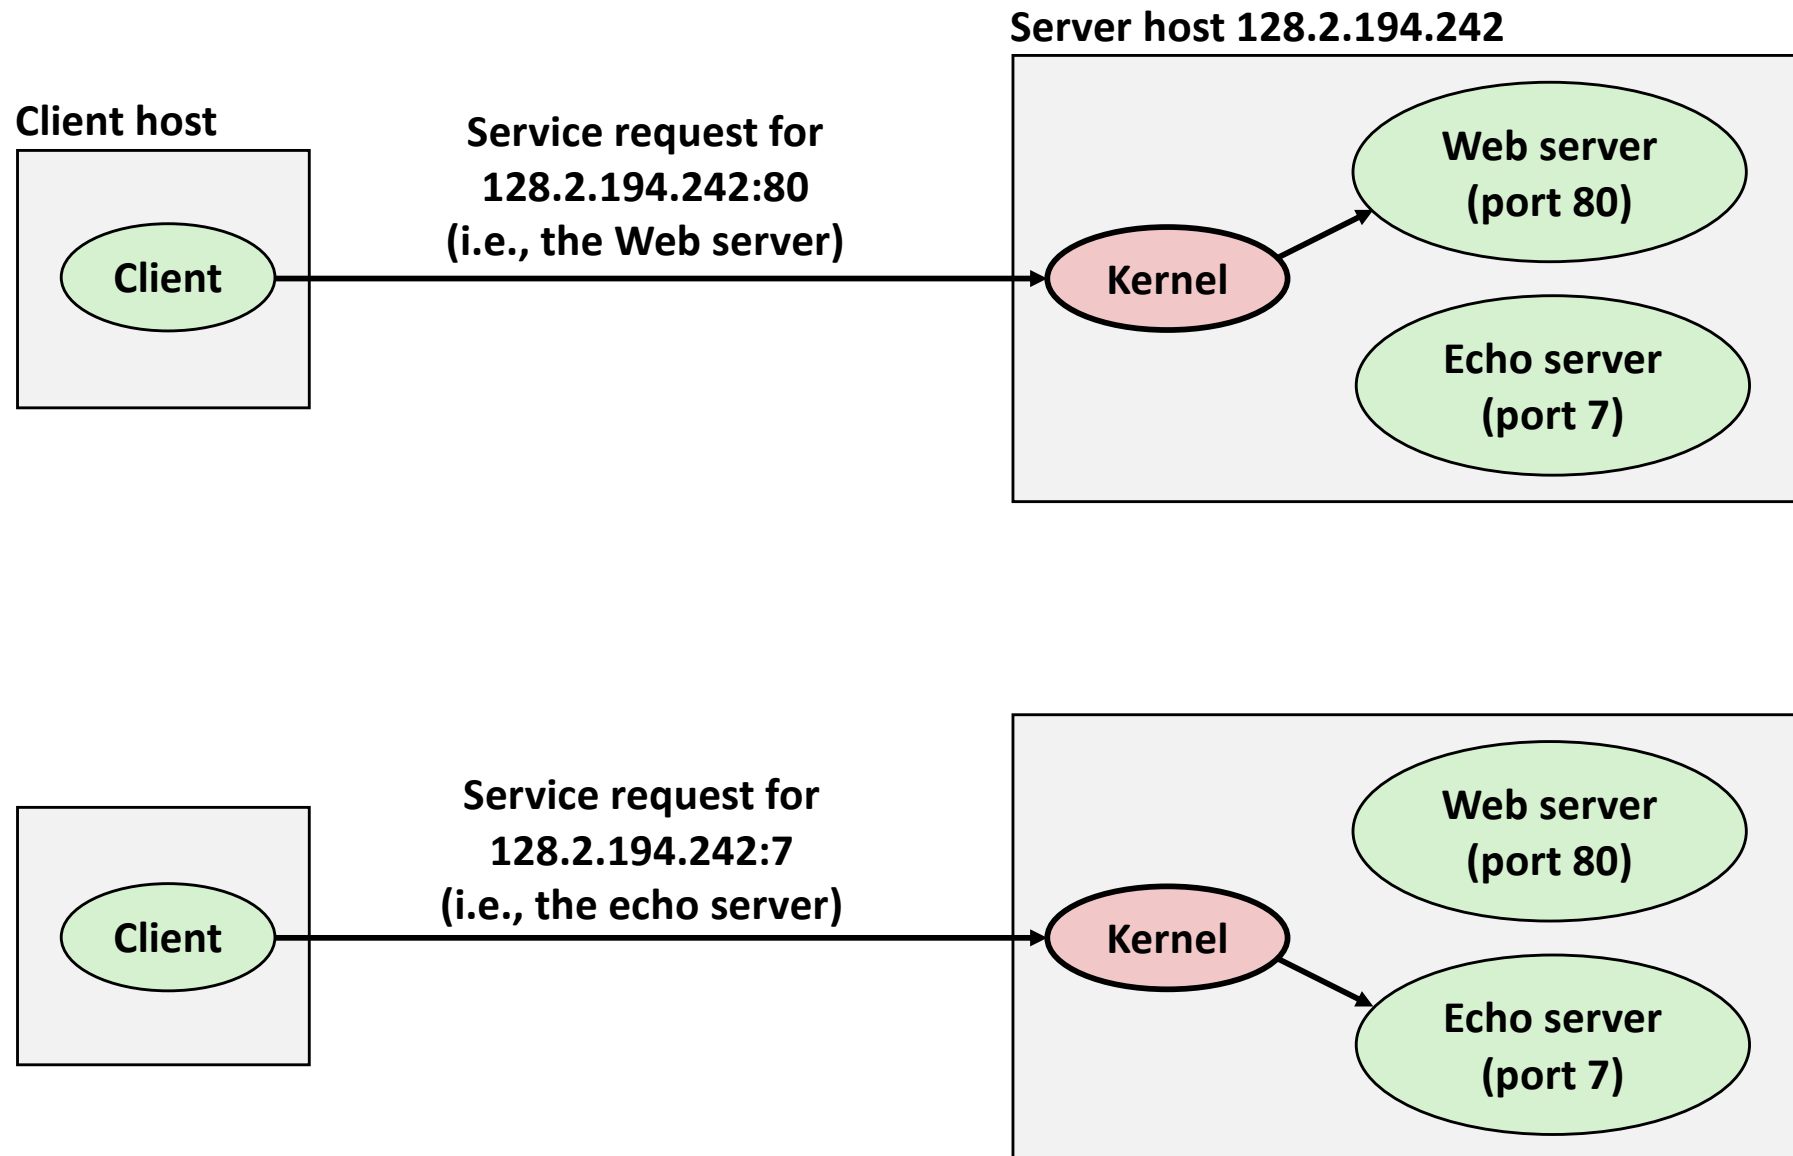 Server host 128.2.194.242
Client host
Service request for
128.2.194.242:80
(i.e., the Web server)
Client
Kernel
Web server
(port 80)
Echo server
(port 7)
Service request for
128.2.194.242:7
(i.e., the echo server)
Client
Kernel
Web server
(port 80)
Echo server
(port 7)